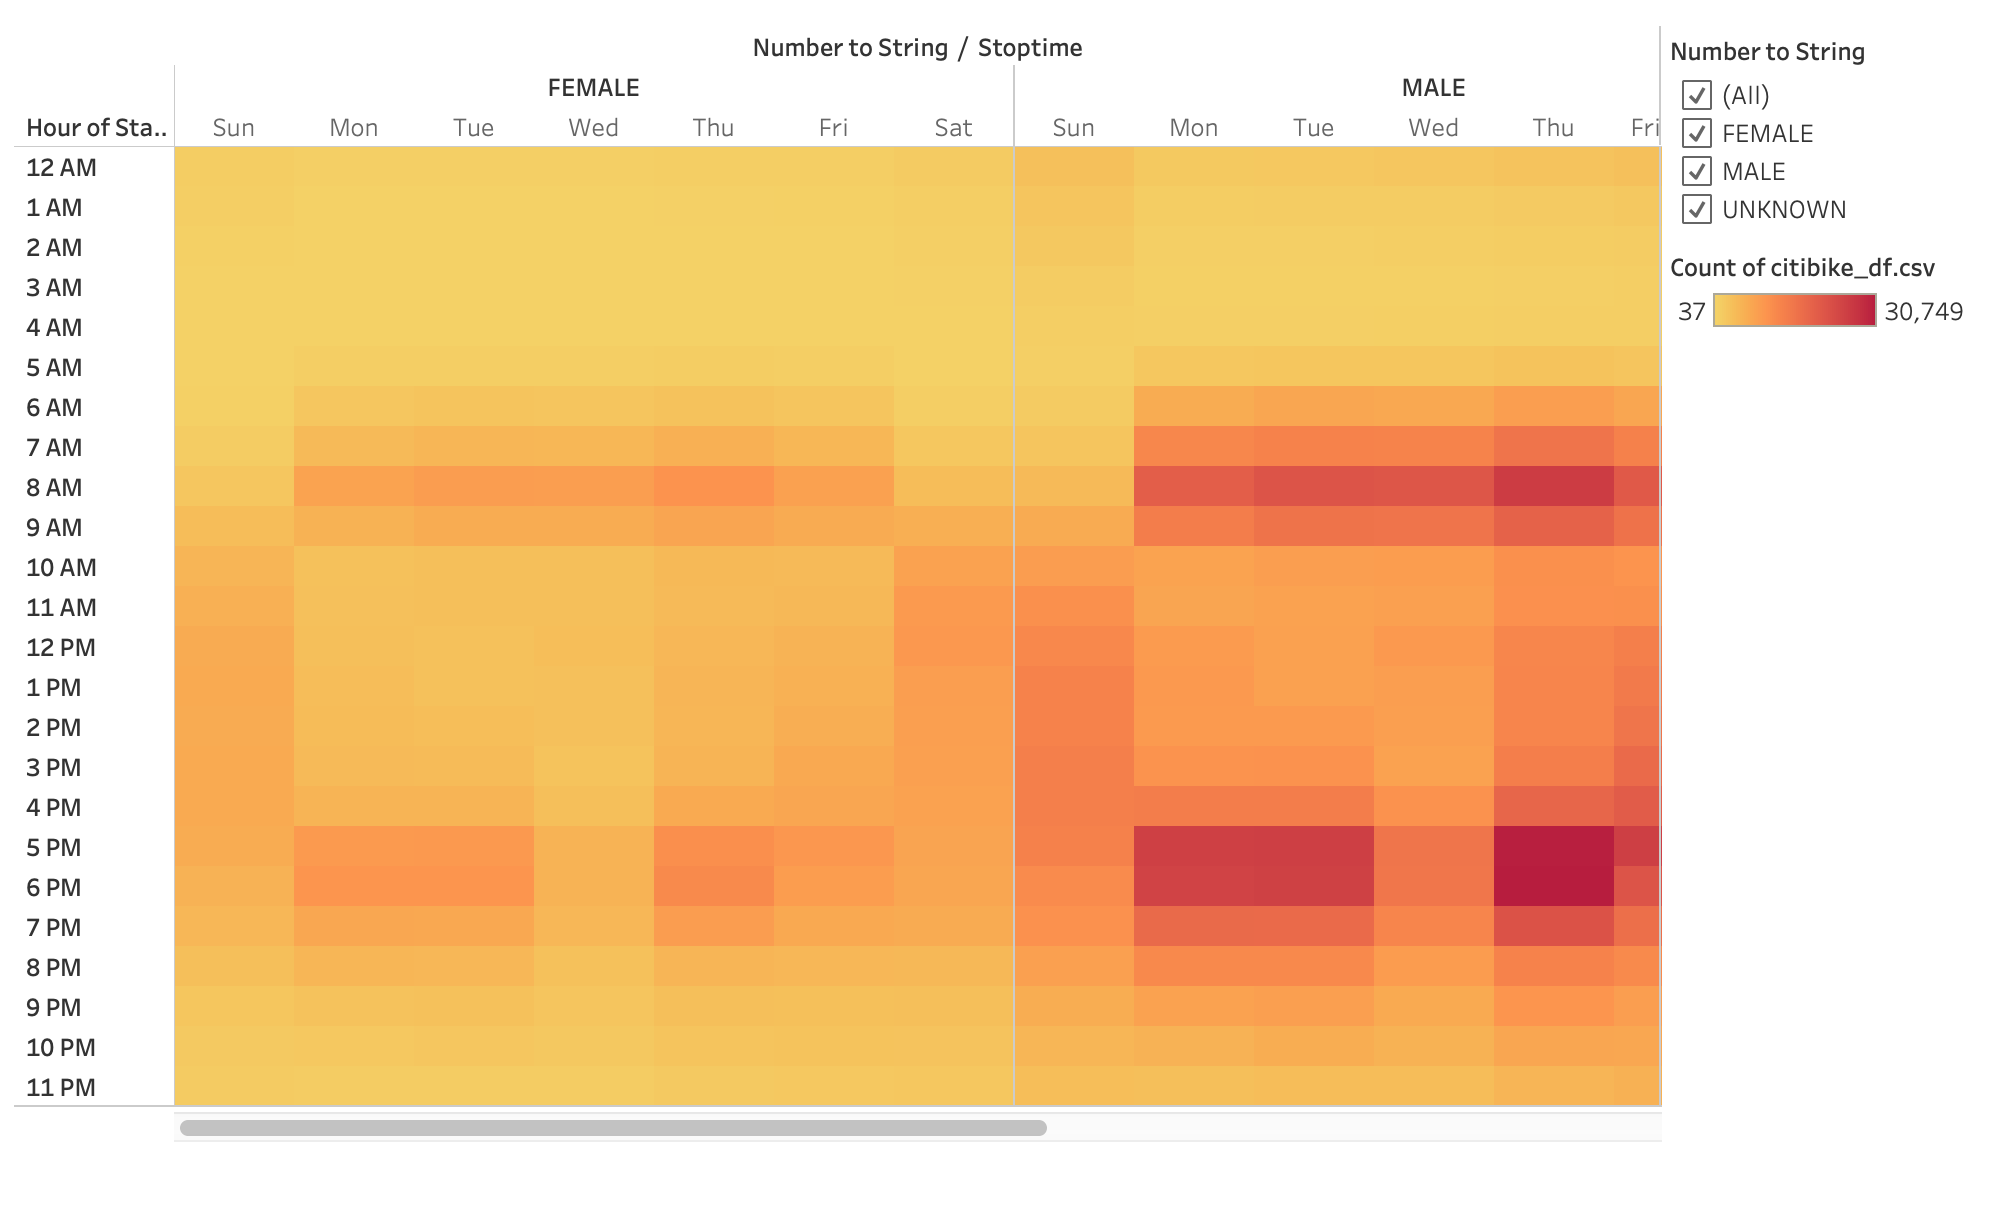 Number to String / Stoptime
FEMALE MALE
Hour of Sta.. Sun Mon Tue Wed Thu Fri Sat Sun Mon Tue Wed Thu Fri
12 AM
1 AM
2 AM
3 AM
4 AM
5 AM
6 AM
7 AM
8 AM
9 AM
10 AM
11 AM
12 PM
1 PM
2 PM
3 PM
4 PM
5 PM
6 PM
7 PM
8 PM
9 PM
10 PM
11 PM
Number to String
(All)
FEMALE
MALE
UNKNOWN
Count of citibike_df.csv
37 30,749